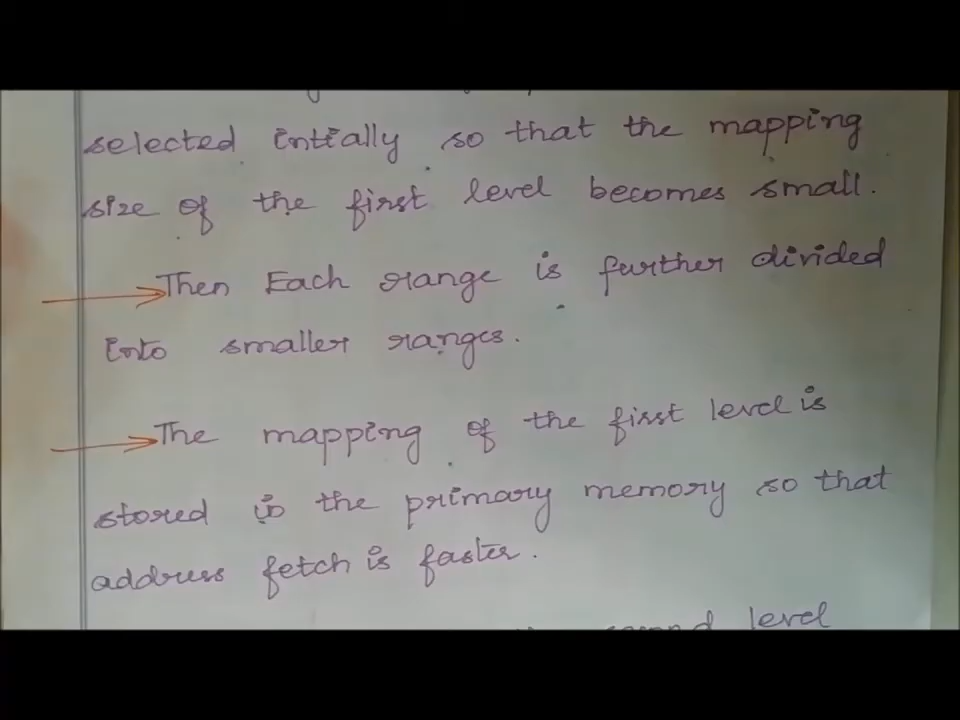 selected intially so that the mapping
size of the first level becomes small.
Then Each range is further divided
into smaller ranges.
The mapping of the first level is
stored in the primary memory so that
address fetch is faster.
level